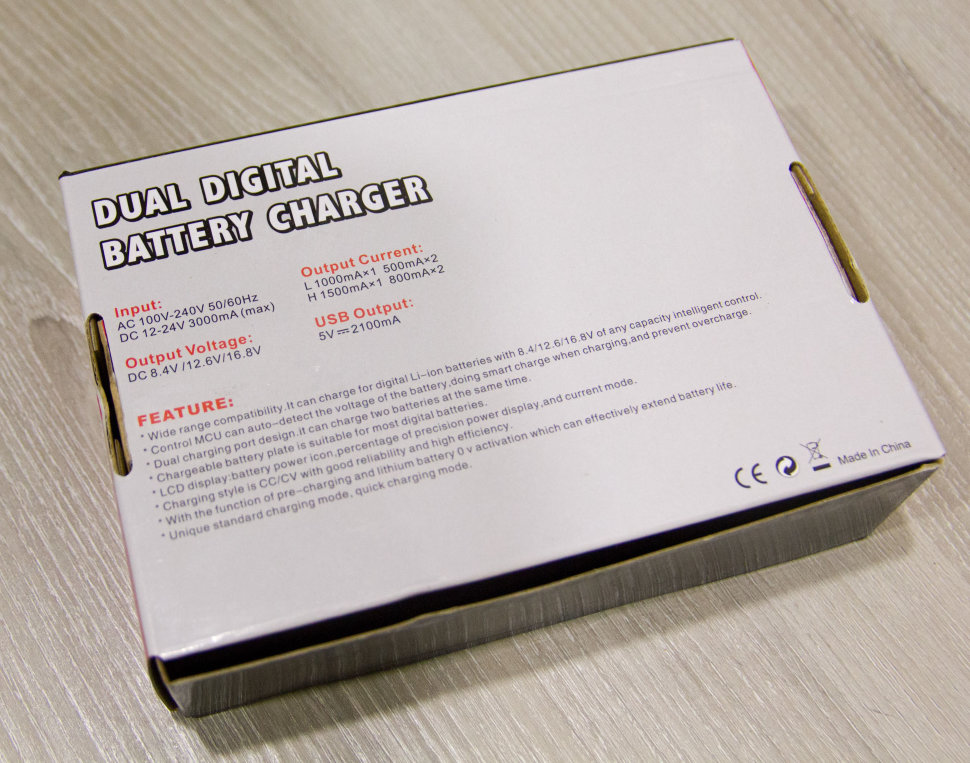 DUAL DIGITAL
BATTERY CHARGER
Input:
AC 100V-240V 50/60Hz
DC 12-24V 3000mA (max)
Output Voltage:
DC 8.4V /12.6V/16.8V
Output Current:
L 1000mA×1 500mA×2
H 1500mA×1 800mA×2
USB Output:
5V⎓2100mA
FEATURE:
* Wide range compatibility.It can charge for digital Li-ion batteries with 8.4/12.6/16.8V of any capacity intelligent control.
* Control MCU can auto-detect the voltage of the battery,doing smart charge when charging,and prevent overcharge.
* Dual charging port design.it can charge two batteries at the same time.
* Chargeable battery plate is suitable for most digital batteries.
* LCD display:battery power icon,percentage of precision power display,and current mode.
* Charging style is CC/CV with good reliability and high efficiency.
* With the function of pre-charging and lithium battery 0 v activation which can effectively extend battery life.
* Unique standard charging mode, quick charging mode.
CE Made In China